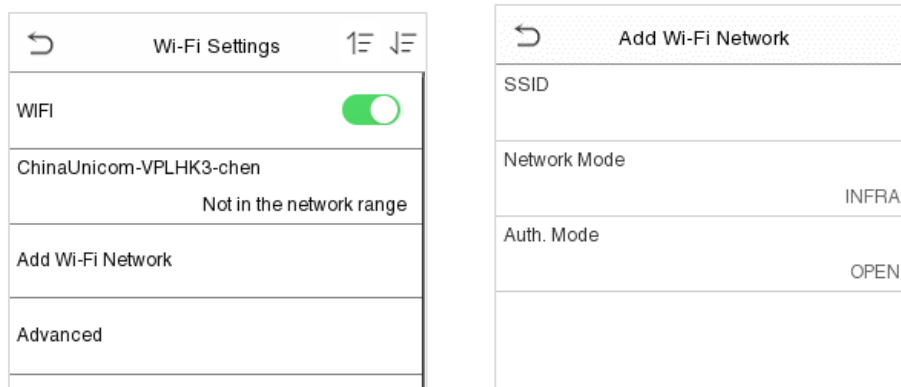 Wi-Fi Settings
WIFI
ChinaUnicom-VPLHK3-chen
Not in the network range
Add Wi-Fi Network
Advanced
Add Wi-Fi Network
SSID
Network Mode
INFRA
Auth. Mode
OPEN